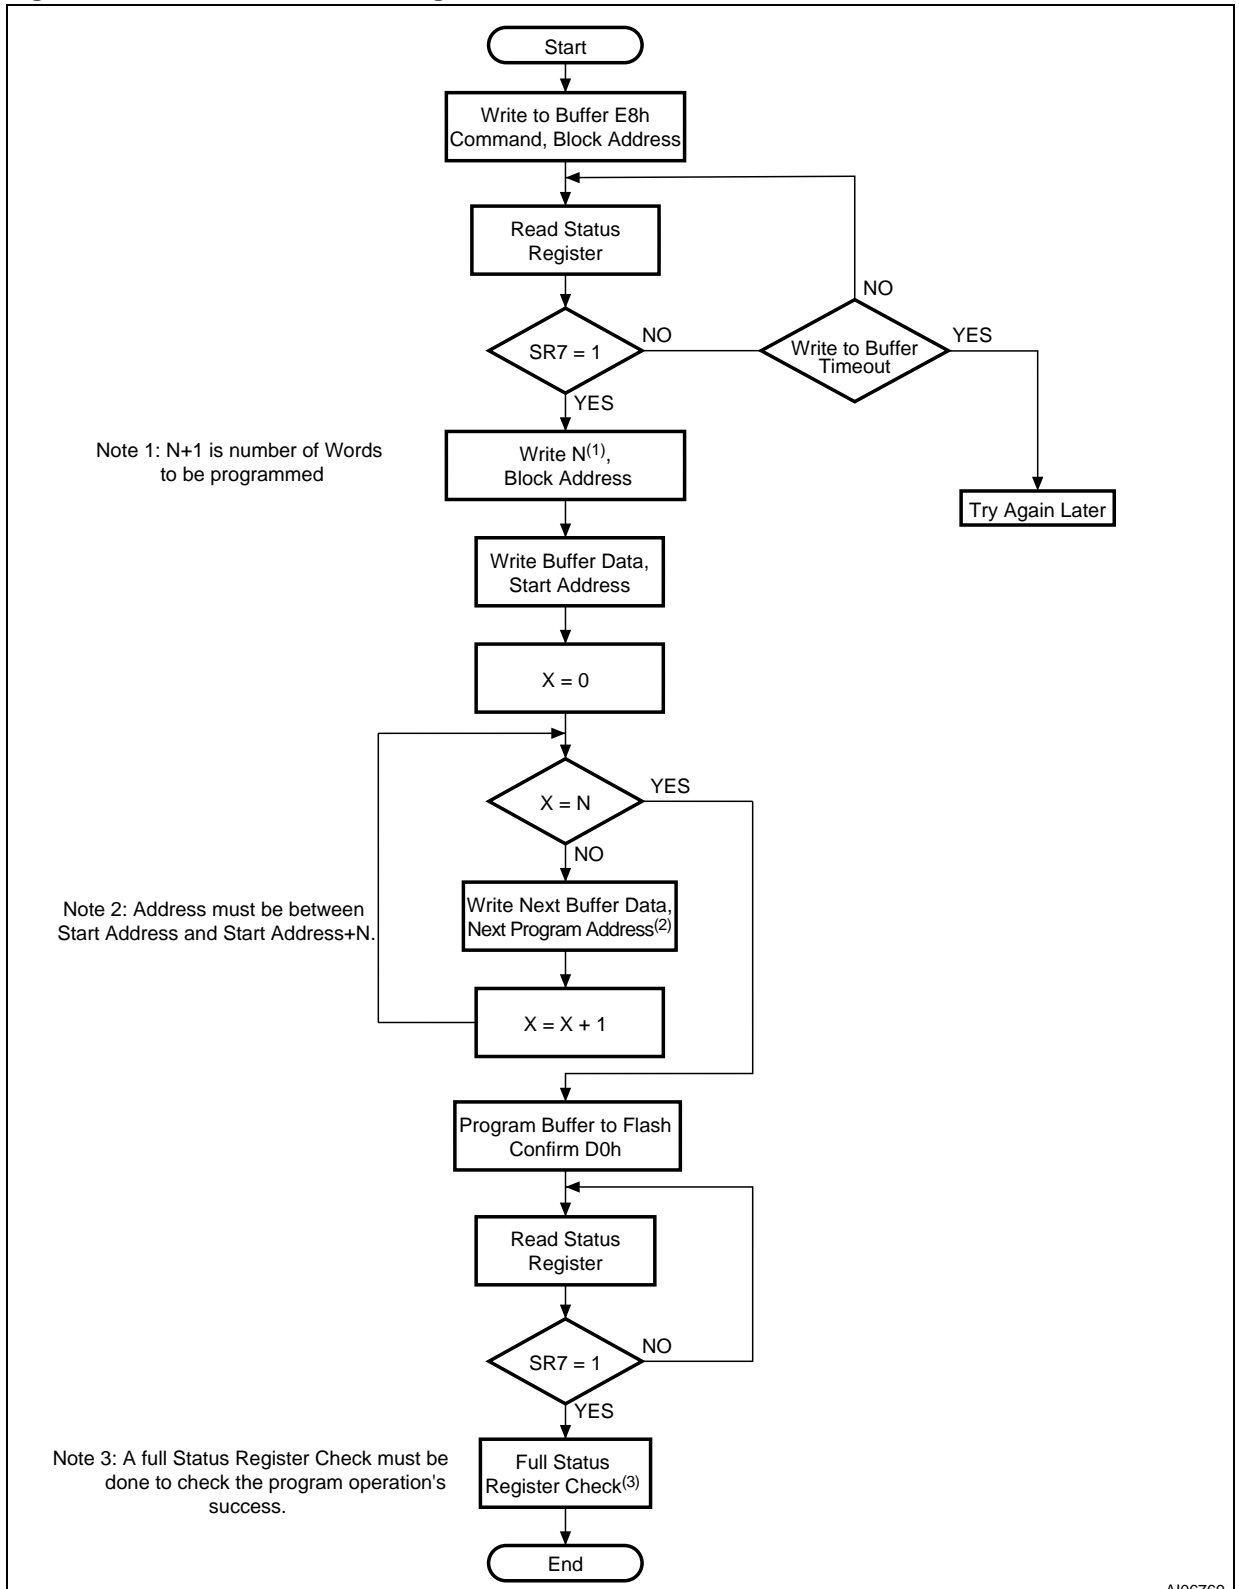 Start
Write to Buffer E8h
Command, Block Address
Read Status
Register
NO
SR7 = 1
NO
Write to Buffer
Timeout
YES
YES
Note 1: N+1 is number of Words
to be programmed
Write N(1),
Block Address
Try Again Later
Write Buffer Data,
Start Address
X = 0
X = N
YES
NO
Note 2: Address must be between
Start Address and Start Address+N.
Write Next Buffer Data,
Next Program Address(2)
X = X + 1
Program Buffer to Flash
Confirm D0h
Read Status
Register
SR7 = 1
NO
YES
Note 3: A full Status Register Check must be
done to check the program operation's
success.
Full Status
Register Check(3)
End